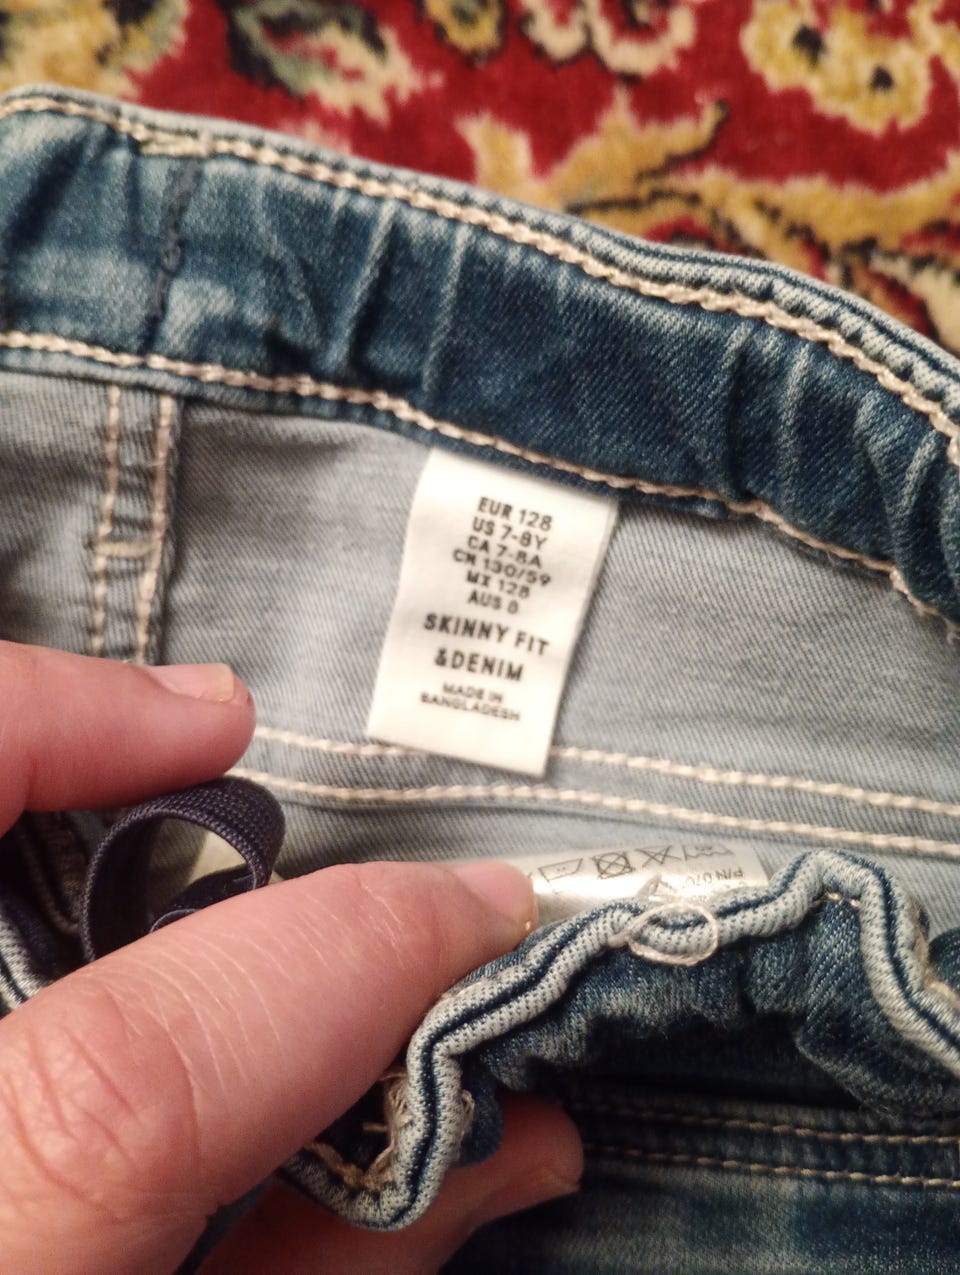 EUR 128
US 7-8Y
CA 7-8A
CN 130/59
MX 128
AUS 8
SKINNY FIT
&DENIM
MADE IN
BANGLADESH
P/N